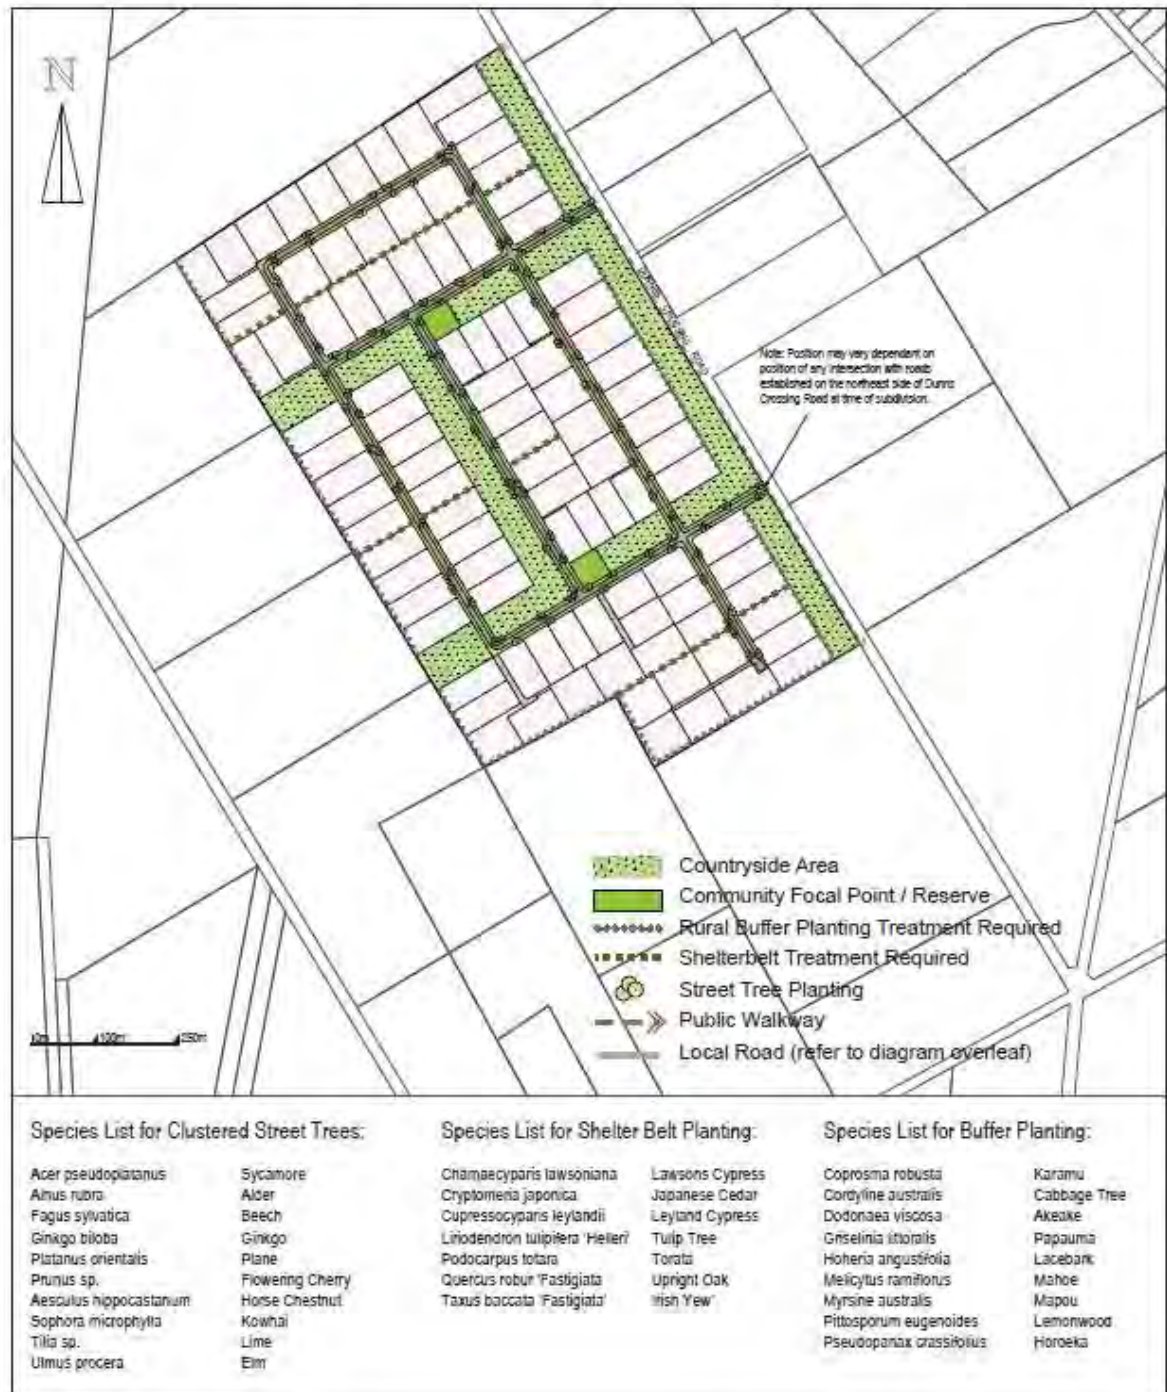 N
DUNNS CROSSING ROAD
Note: Position may vary dependant on
position of any intersection with roads
established on the northeast side of Dunns
Crossing Road at time of subdivision.
Countryside Area
Community Focal Point / Reserve
Rural Buffer Planting Treatment Required
Shelterbelt Treatment Required
Street Tree Planting
Public Walkway
Local Road (refer to diagram overleaf)
0m 100m 250m
Species List for Clustered Street Trees:
Acer pseudoplatanus Sycamore
Alnus rubra Alder
Fagus sylvatica Beech
Ginkgo biloba Ginkgo
Platanus orientalis Plane
Prunus sp. Flowering Cherry
Aesculus hippocastanum Horse Chestnut
Sophora microphylla Kowhai
Tilia sp. Lime
Ulmus procera Elm
Species List for Shelter Belt Planting:
Chamaecyparis lawsoniana Lawsons Cypress
Cryptomeria japonica Japanese Cedar
Cupressocyparis leylandii Leyland Cypress
Liriodendron tulipifera 'Helleri' Tulip Tree
Podocarpus totara Torata
Quercus robur 'Fastigiata Upright Oak
Taxus baccata 'Fastigiata' Irish Yew'
Species List for Buffer Planting:
Coprosma robusta Karamu
Cordyline australis Cabbage Tree
Dodonaea viscosa Akeake
Griselinia littoralis Papauma
Hoheria angustifolia Lacebark
Melicytus ramiflorus Mahoe
Myrsine australis Mapou
Pittosporum eugenoides Lemonwood
Pseudopanax crassifolius Horoeka